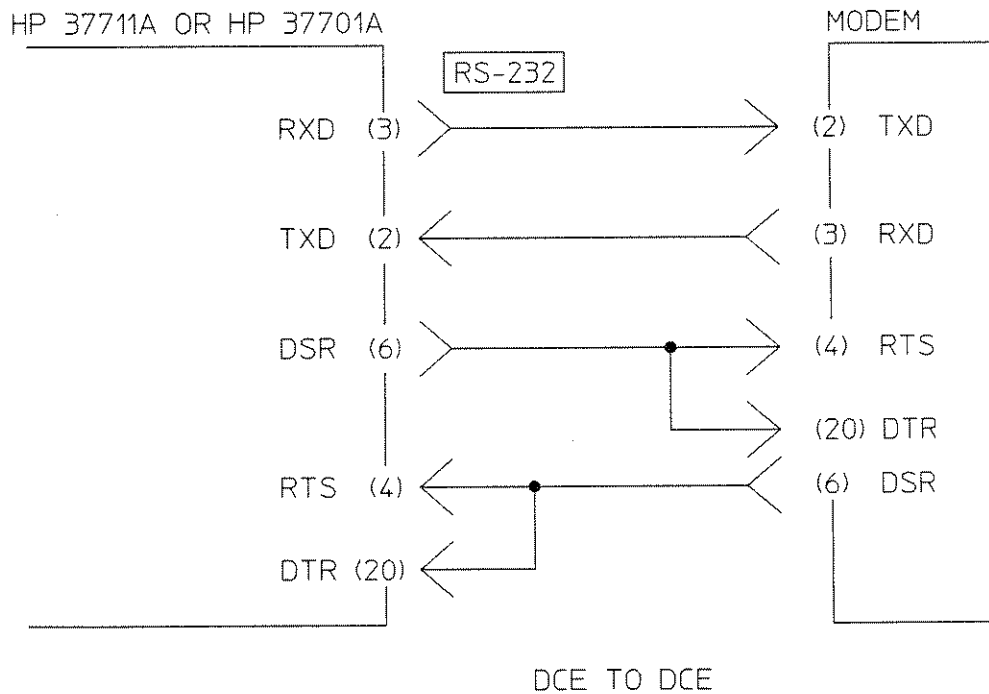 HP 37711A OR HP 37701A
MODEM
RS-232
RXD (3)
(2) TXD
TXD (2)
(3) RXD
DSR (6)
(4) RTS
(20) DTR
RTS (4)
(6) DSR
DTR (20)
DCE TO DCE